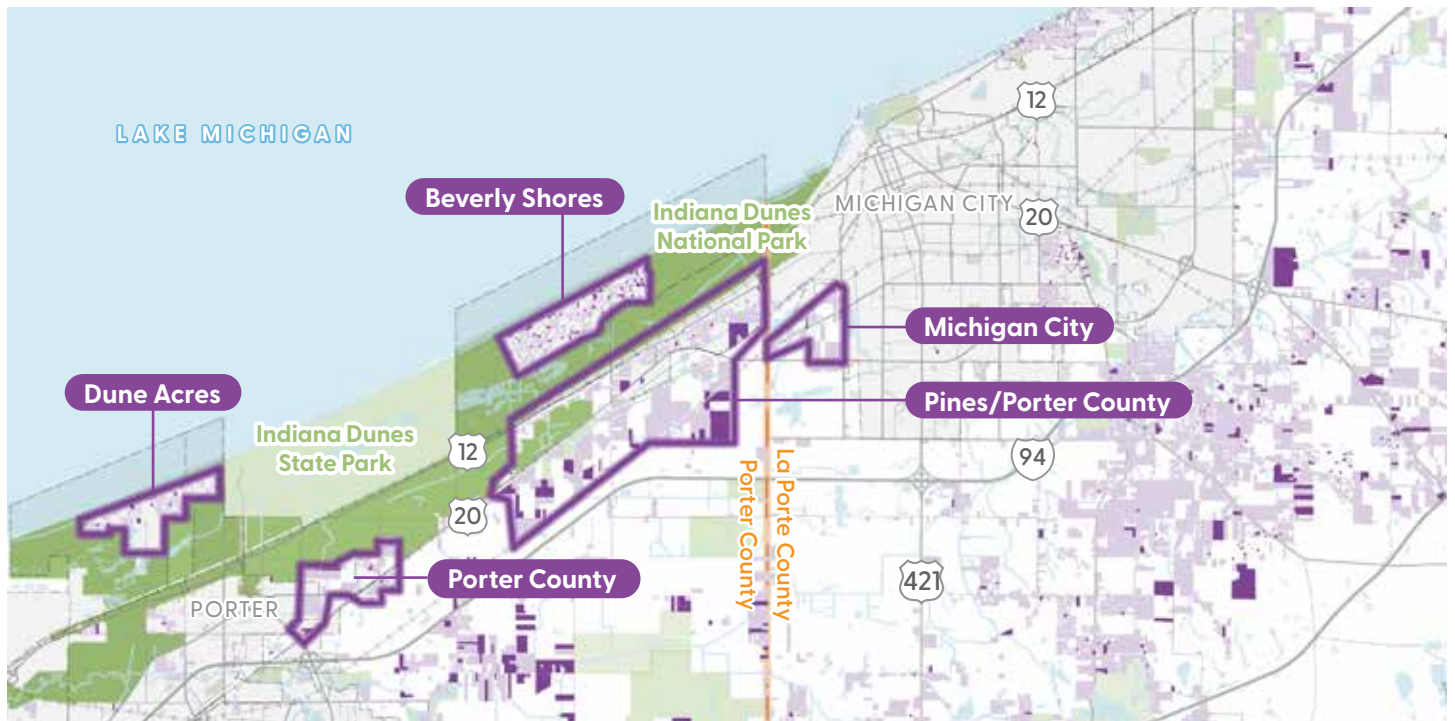 12
LAKE MICHIGAN
Beverly Shores
Indiana Dunes
National Park
MICHIGAN CITY
20
Michigan City
Dune Acres
Pines/Porter County
Indiana Dunes
State Park
12
94
La Porte County
Porter County
20
Porter County
421
PORTER